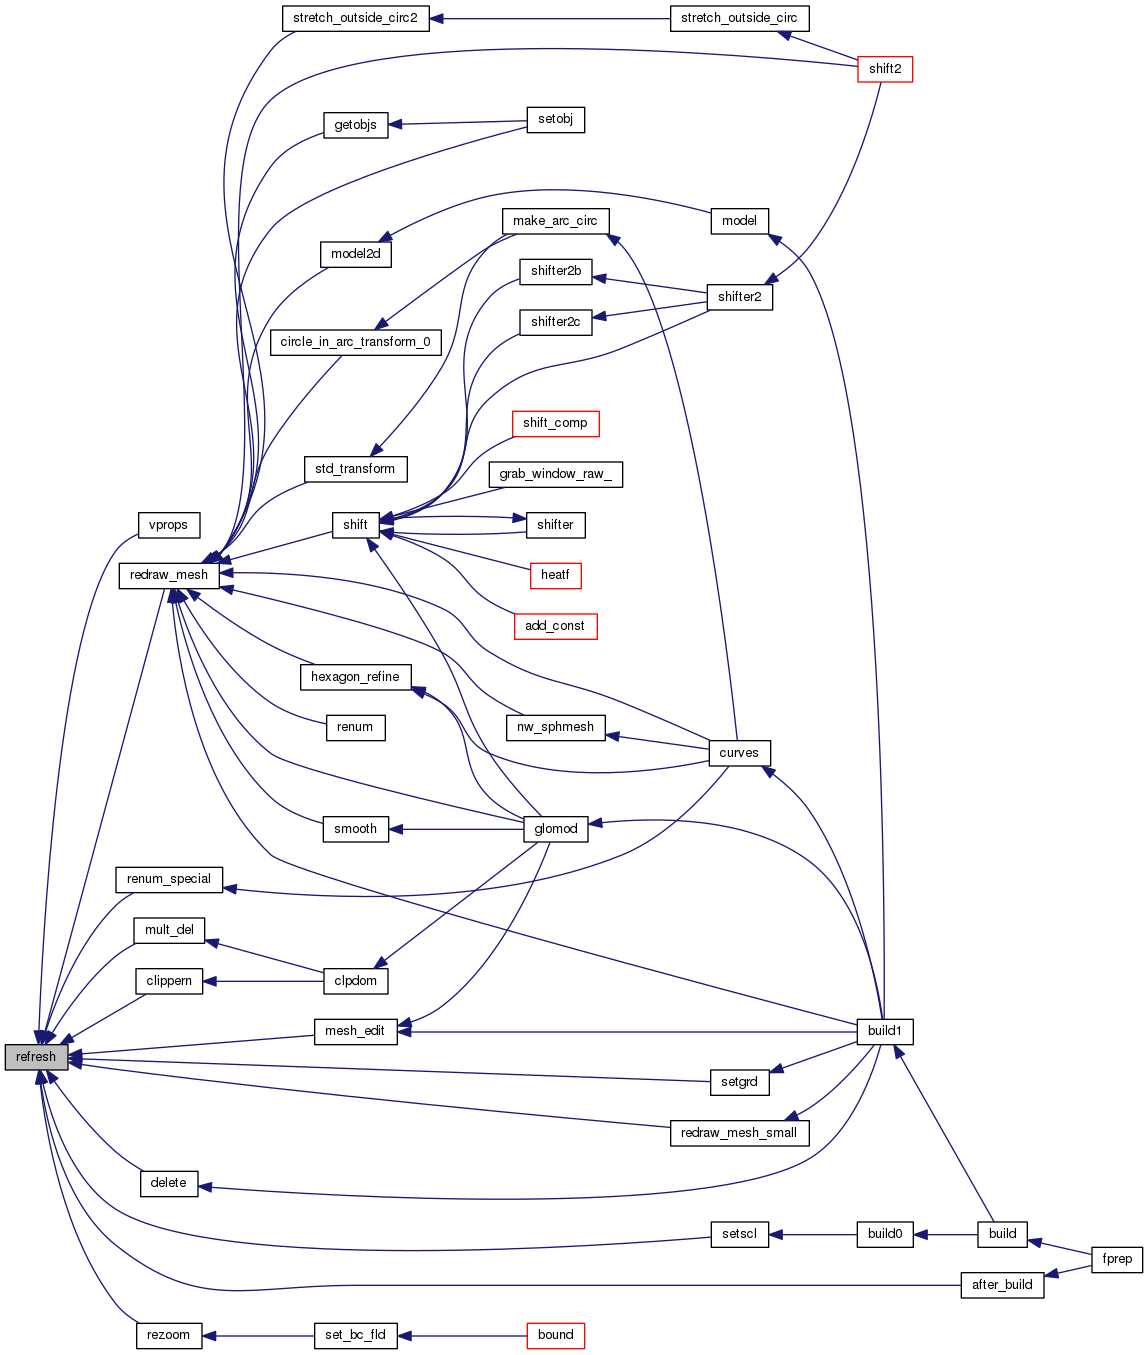 stretch_outside_circ2
stretch_outside_circ
shift2
getobjs
setobj
make_arc_circ
model
model2d
shifter2b
shifter2
shifter2c
circle_in_arc_transform_0
shift_comp
std_transform
grab_window_raw_
vprops
shift
shifter
redraw_mesh
heatf
add_const
hexagon_refine
renum
nw_sphmesh
curves
smooth
glomod
renum_special
mult_del
clippern
clpdom
mesh_edit
build1
refresh
setgrd
redraw_mesh_small
delete
setscl
build0
build
fprep
after_build
rezoom
set_bc_fld
bound